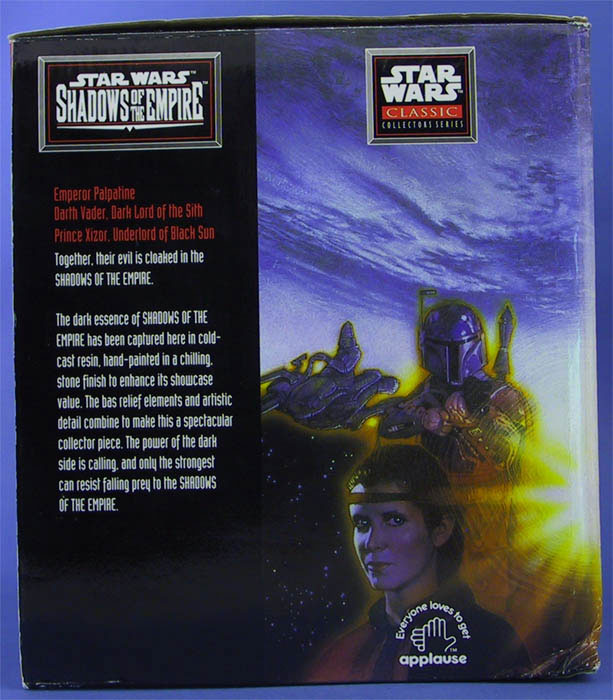 STAR WARS™
SHADOWS OF THE EMPIRE™
STAR
WARS
CLASSIC
COLLECTORS SERIES
Emperor Palpatine
Darth Vader, Dark Lord of the Sith
Prince Xizor, Underlord of Black Sun
Together, their evil is cloaked in the
SHADOWS OF THE EMPIRE.
The dark essence of SHADOWS OF THE
EMPIRE has been captured here in cold-
cast resin, hand-painted in a chilling,
stone finish to enhance its showcase
value. The bas relief elements and artistic
detail combine to make this a spectacular
collector piece. The power of the dark
side is calling, and only the strongest
can resist falling prey to the SHADOWS
OF THE EMPIRE.
Everyone loves to get
applause™